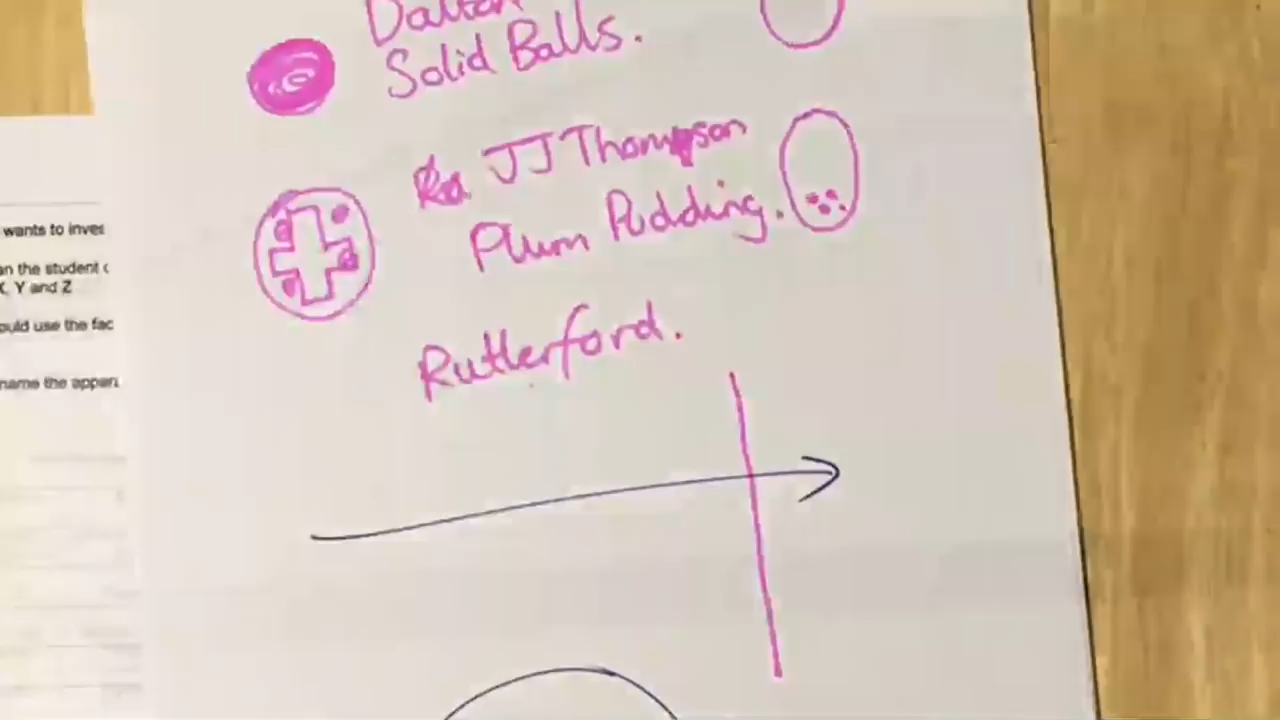 Dalton
Solid Balls.
JJ Thompson
Plum Pudding.
Rutherford.
wants to inves
an the student c
X, Y and Z
ould use the fac
name the appara